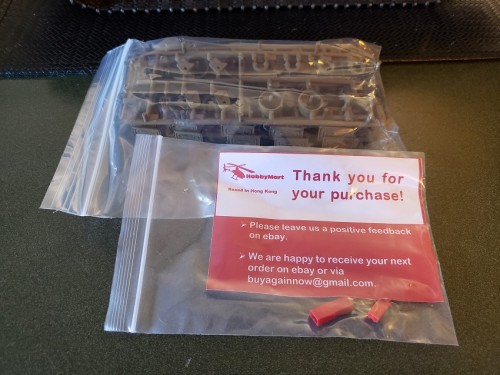 HobbyMart
Based in Hong Kong
Thank you for
your purchase!
➢ Please leave us a positive feedback
on ebay.
➢ We are happy to receive your next
order on ebay or via
buyagainnow@gmail.com.